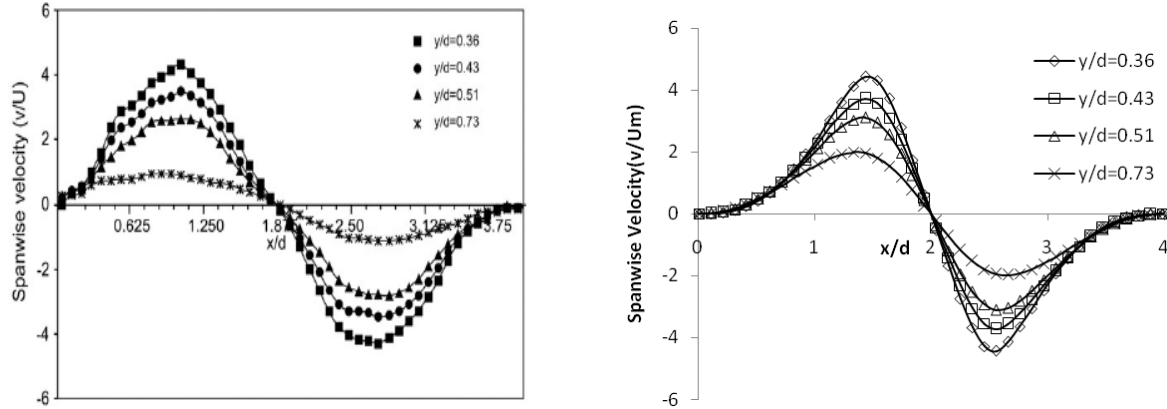 6
4
2
0
-2
-4
-6
Spanwise velocity (v/U)
y/d=0.36
y/d=0.43
y/d=0.51
y/d=0.73
0.625 1.250 1.8 2.50 3.126 3.75
x/d
6
4
2
0
-2
-4
-6
Spanwise Velocity(v/Um)
y/d=0.36
y/d=0.43
y/d=0.51
y/d=0.73
0 1 2 3 4
x/d